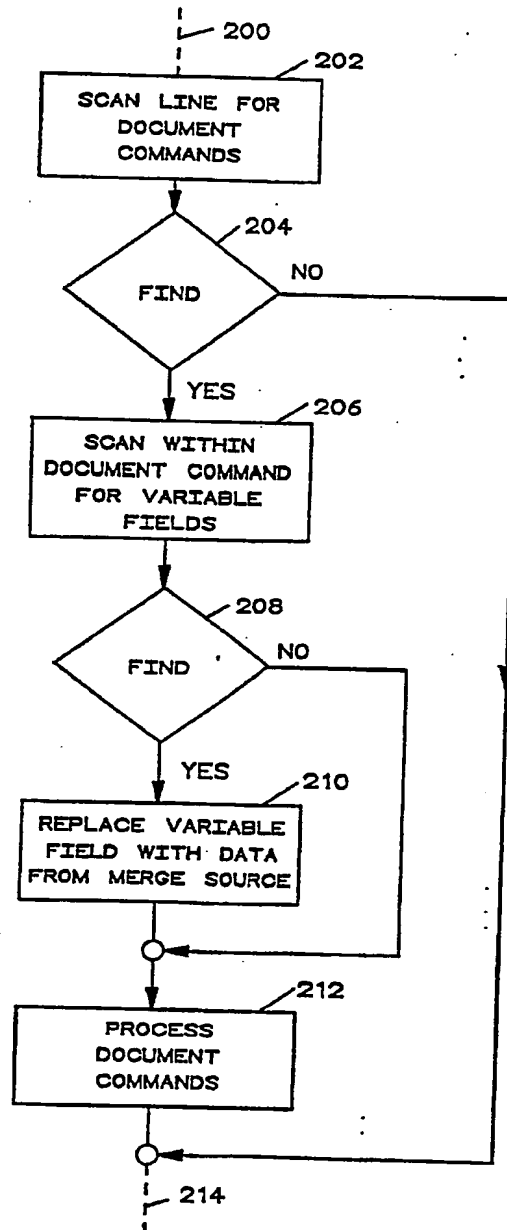 200
202
SCAN LINE FOR
DOCUMENT
COMMANDS
204
FIND
NO
YES
206
SCAN WITHIN
DOCUMENT COMMAND
FOR VARIABLE
FIELDS
208
FIND
NO
YES
210
REPLACE VARIABLE
FIELD WITH DATA
FROM MERGE SOURCE
212
PROCESS
DOCUMENT
COMMANDS
214